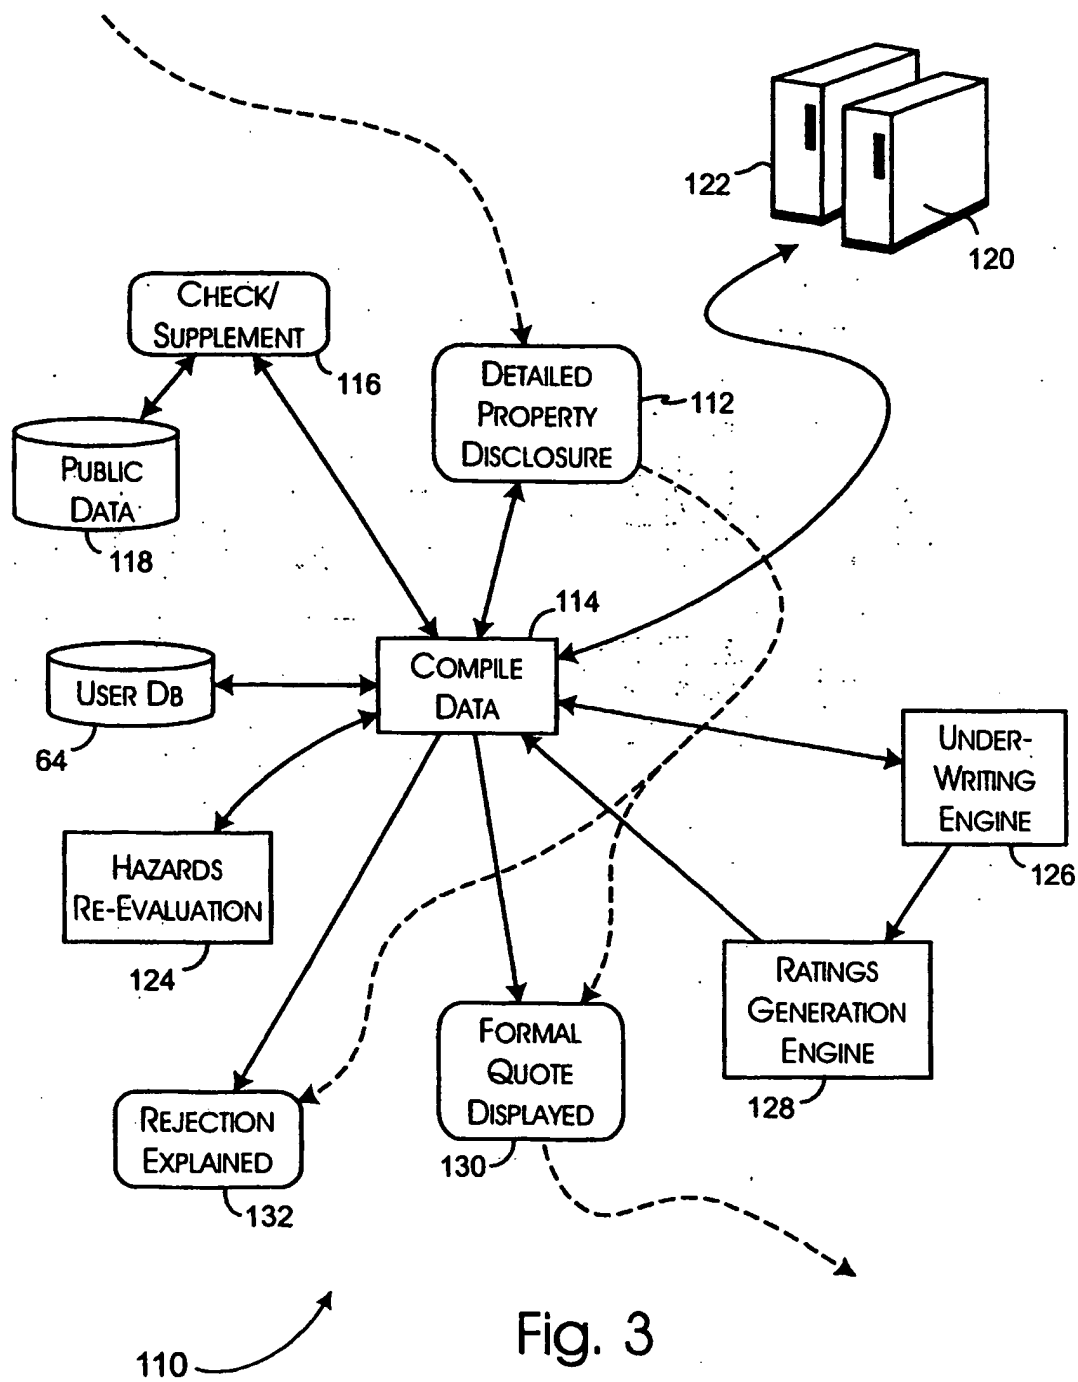 122
120
CHECK/
SUPPLEMENT
116
DETAILED
PROPERTY
DISCLOSURE
112
PUBLIC
DATA
118
114
COMPILE
DATA
USER DB
64
UNDER-
WRITING
ENGINE
126
HAZARDS
RE-EVALUATION
124
RATINGS
GENERATION
ENGINE
128
FORMAL
QUOTE
DISPLAYED
130
REJECTION
EXPLAINED
132
Fig. 3
110